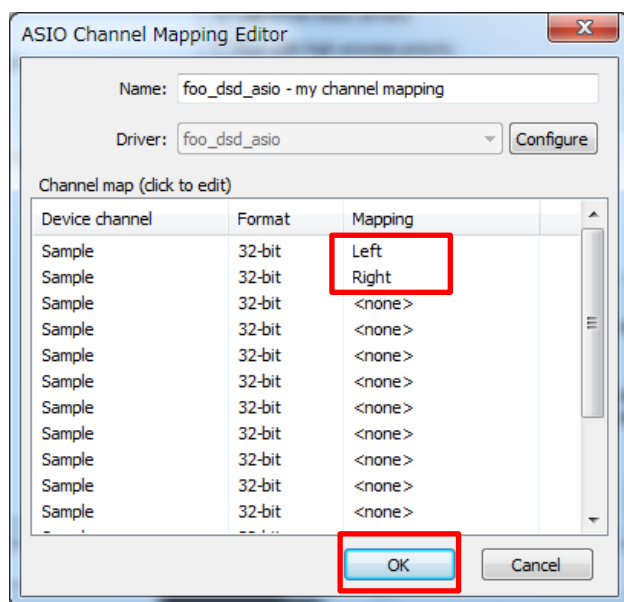 ASIO Channel Mapping Editor
Name: foo_dsd_asio - my channel mapping
Driver: foo_dsd_asio Configure
Channel map (click to edit)
Device channel Format Mapping
Sample 32-bit Left
Sample 32-bit Right
Sample 32-bit <none>
Sample 32-bit <none>
Sample 32-bit <none>
Sample 32-bit <none>
Sample 32-bit <none>
Sample 32-bit <none>
Sample 32-bit <none>
Sample 32-bit <none>
Sample 32-bit <none>
OK Cancel